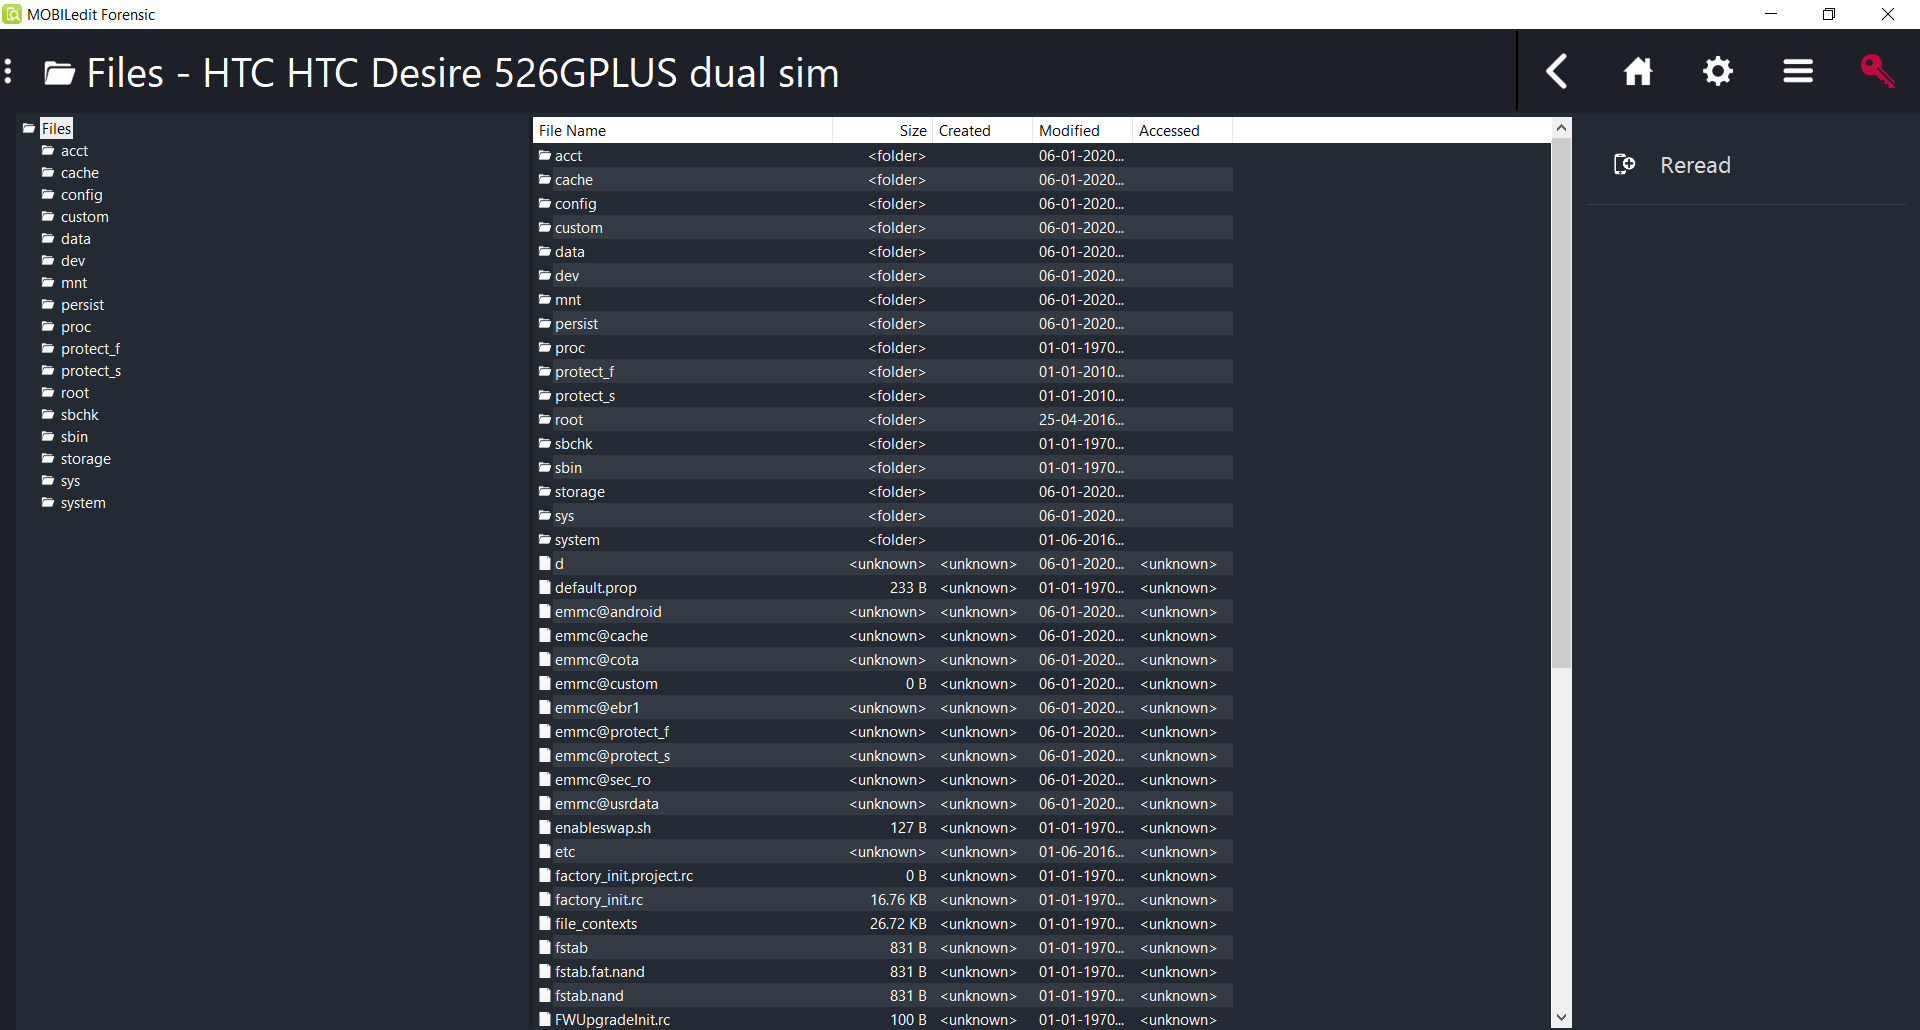 MOBILedit Forensic
Files - HTC HTC Desire 526GPLUS dual sim
Files
acct
cache
config
custom
data
dev
mnt
persist
proc
protect_f
protect_s
root
sbchk
sbin
storage
sys
system
File Name Size Created Modified Accessed
acct <folder> 06-01-2020...
cache <folder> 06-01-2020...
config <folder> 06-01-2020...
custom <folder> 06-01-2020...
data <folder> 06-01-2020...
dev <folder> 06-01-2020...
mnt <folder> 06-01-2020...
persist <folder> 06-01-2020...
proc <folder> 01-01-1970...
protect_f <folder> 01-01-2010...
protect_s <folder> 01-01-2010...
root <folder> 25-04-2016...
sbchk <folder> 01-01-1970...
sbin <folder> 01-01-1970...
storage <folder> 06-01-2020...
sys <folder> 06-01-2020...
system <folder> 01-06-2016...
d <unknown> <unknown> 06-01-2020... <unknown>
default.prop 233 B <unknown> 01-01-1970... <unknown>
emmc@android <unknown> <unknown> 06-01-2020... <unknown>
emmc@cache <unknown> <unknown> 06-01-2020... <unknown>
emmc@cota <unknown> <unknown> 06-01-2020... <unknown>
emmc@custom 0 B <unknown> 06-01-2020... <unknown>
emmc@ebr1 <unknown> <unknown> 06-01-2020... <unknown>
emmc@protect_f <unknown> <unknown> 06-01-2020... <unknown>
emmc@protect_s <unknown> <unknown> 06-01-2020... <unknown>
emmc@sec_ro <unknown> <unknown> 06-01-2020... <unknown>
emmc@usrdata <unknown> <unknown> 06-01-2020... <unknown>
enableswap.sh 127 B <unknown> 01-01-1970... <unknown>
etc <unknown> <unknown> 01-06-2016... <unknown>
factory_init.project.rc 0 B <unknown> 01-01-1970... <unknown>
factory_init.rc 16.76 KB <unknown> 01-01-1970... <unknown>
file_contexts 26.72 KB <unknown> 01-01-1970... <unknown>
fstab 831 B <unknown> 01-01-1970... <unknown>
fstab.fat.nand 831 B <unknown> 01-01-1970... <unknown>
fstab.nand 831 B <unknown> 01-01-1970... <unknown>
FWUpgradeInit.rc 100 B <unknown> 01-01-1970... <unknown>
Reread